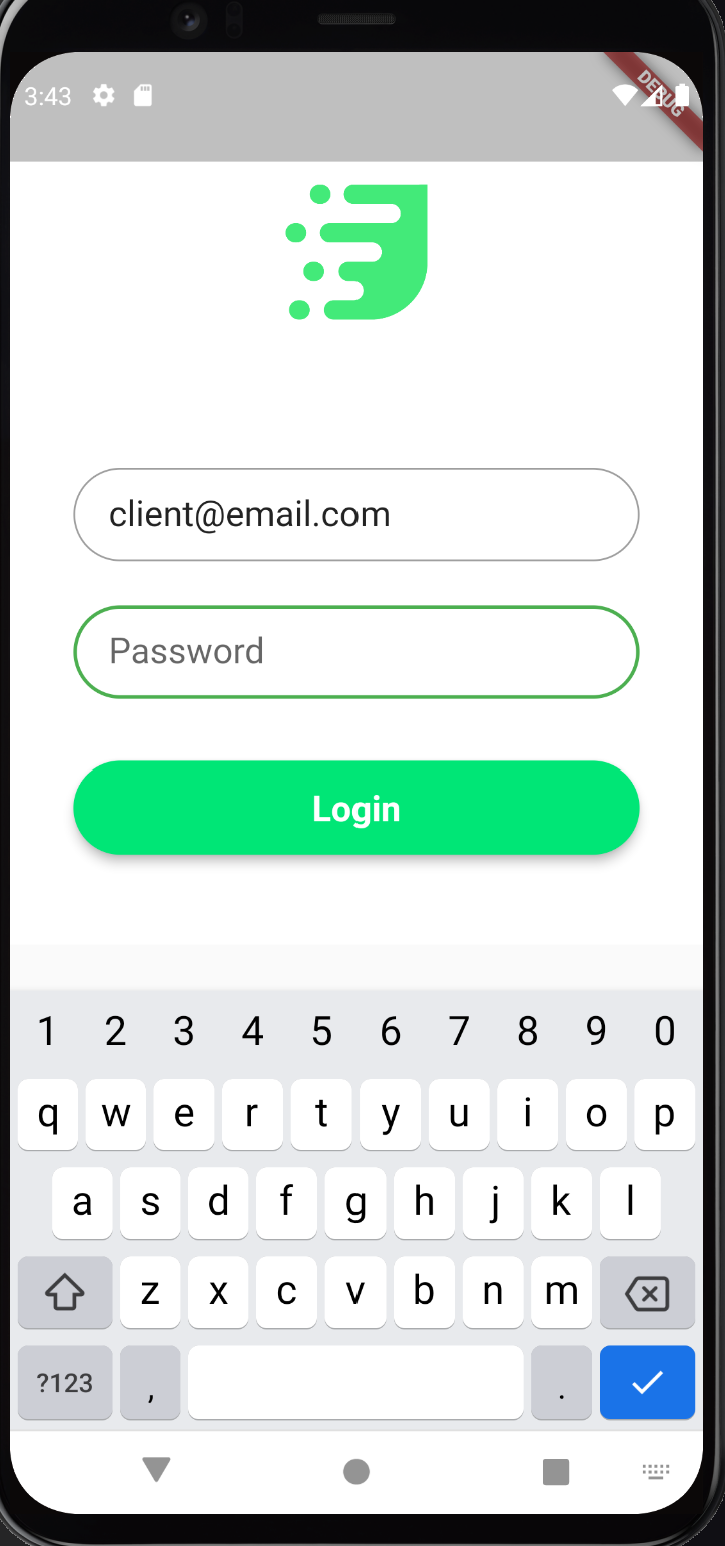 3:43
DEBUG
client@email.com
Password
Login
1 2 3 4 5 6 7 8 9 0
q w e r t y u i o p
a s d f g h j k l
z x c v b n m
?123 , .